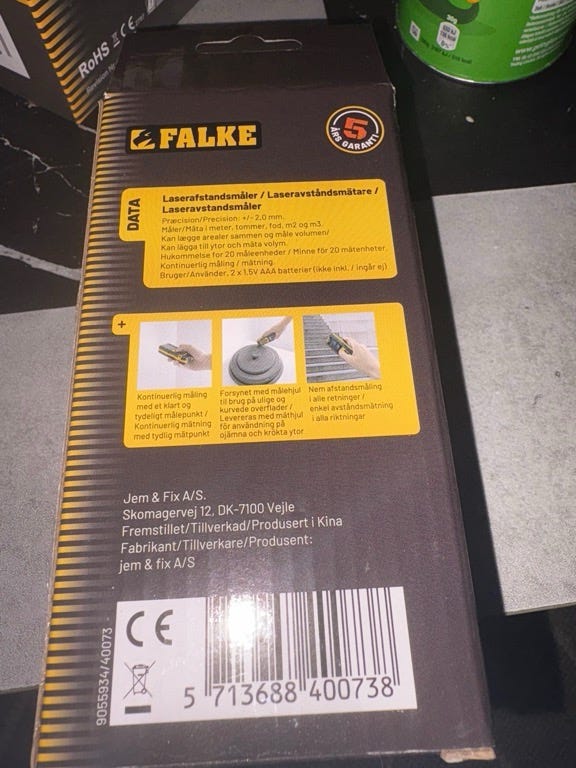 RoHS CE
FALKE
5
ÅRS GARANTI
DATA
Laserafstandsmåler / Laseravståndsmätare /
Laseravstandsmåler
Præcision/Precision: +/- 2,0 mm.
Måler/Mäta i meter, tommer, fod, m2 og m3.
Kan lægge arealer sammen og måle volumen/
Kan lägga till ytor och mäta volym.
Hukommelse for 20 måleenheder / Minne för 20 mätenheter.
Kontinuerlig måling / mätning.
Bruger/Använder, 2 x 1,5V AAA batterier (ikke inkl. / ingår ej)
+
Kontinuerlig måling
med et klart og
tydeligt målepunkt /
Kontinuerlig mätning
med tydlig mätpunkt
Forsynet med målehjul
til brug på ulige og
kurvede overflader /
Levereras med mäthjul
för användning på
ojämna och krökta ytor
Nem afstandsmåling
i alle retninger /
enkel avståndsmätning
i alla riktningar
Jem & Fix A/S.
Skomagervej 12, DK-7100 Vejle
Fremstillet/Tillverkad/Produsert i Kina
Fabrikant/Tillverkare/Produsent:
jem & fix A/S
9055934/40073
CE
5 713688 400738